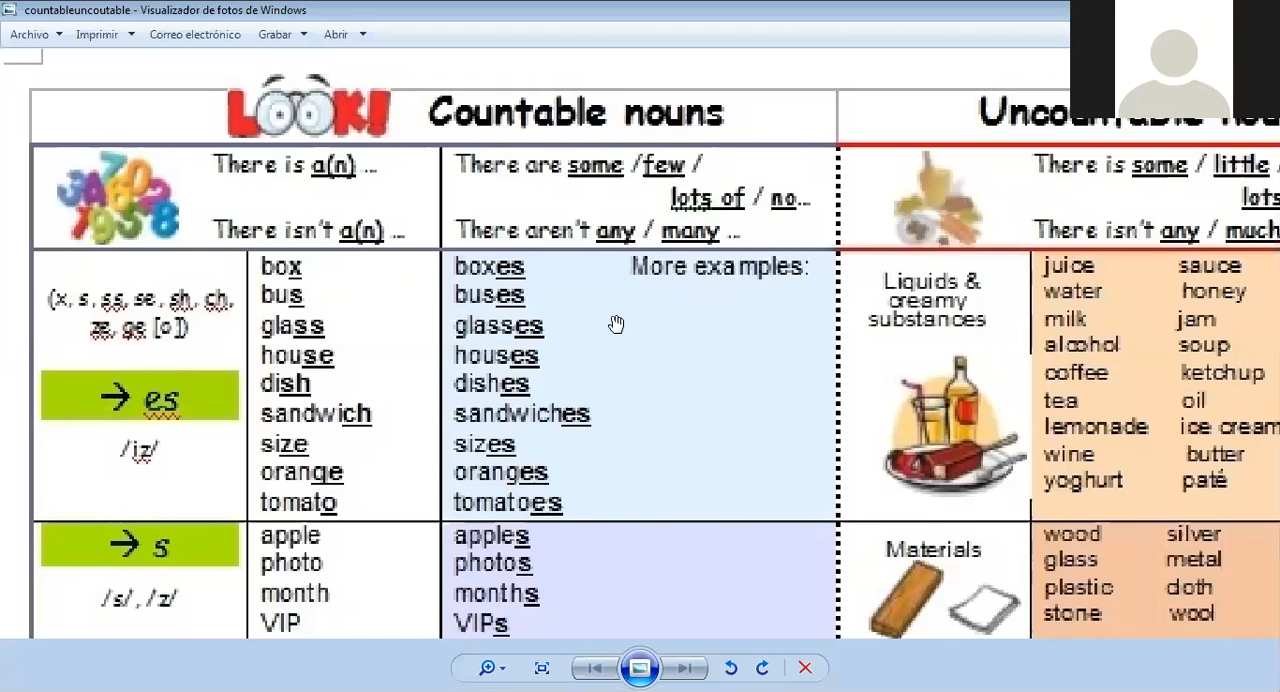 countableuncoutable - Visualizador de fotos de Windows
Archivo Imprimir Correo electrónico Grabar Abrir
LOOK! Countable nouns
There is a(n) ...
There isn't a(n) ...
There are some /few /
lots of / no...
There aren't any / many ...
There is some / little /
lots
There isn't any / much
(x, s, ss, se, sh, ch,
ze, ge [o])
→ es
/iz/
box
bus
glass
house
dish
sandwich
size
orange
tomato
boxes
buses
glasses
houses
dishes
sandwiches
sizes
oranges
tomatoes
More examples:
Liquids &
creamy
substances
juice sauce
water honey
milk jam
alcohol soup
coffee ketchup
tea oil
lemonade ice cream
wine butter
yoghurt paté
→ s
/s/, /z/
apple
photo
month
VIP
apples
photos
months
VIPs
Materials
wood silver
glass metal
plastic cloth
stone wool